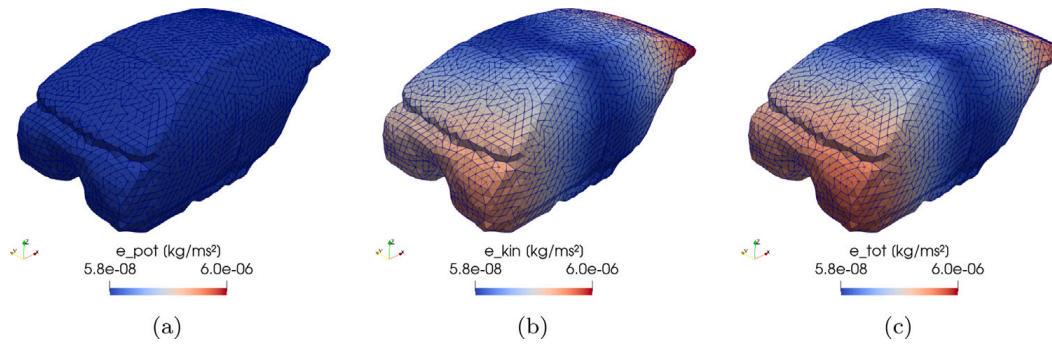 e_pot (kg/ms²)
5.8e-08 6.0e-06
(a)
e_kin (kg/ms²)
5.8e-08 6.0e-06
(b)
e_tot (kg/ms²)
5.8e-08 6.0e-06
(c)